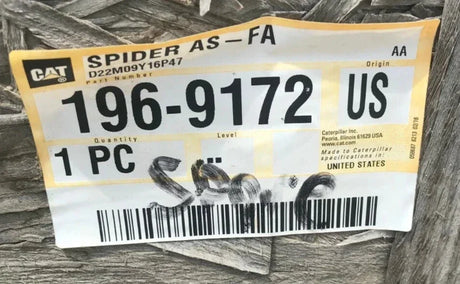 SPIDER AS-FA
AA
CAT
D22M09Y16P47
Part Number
Origin
196-9172
US
Quantity
Level
1 PC
Caterpillar Inc.
Peoria, Illinois 61629 USA
www.cat.com
Made to Caterpillar
specifications in:
UNITED STATES